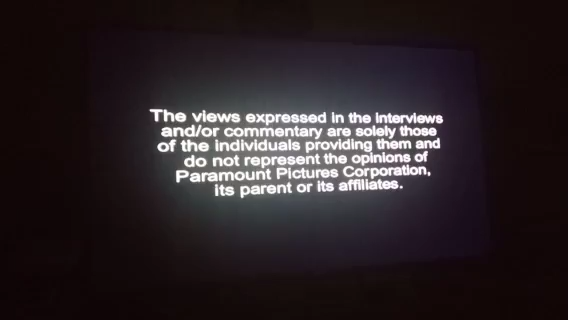 The views expressed in the interviews
and/or commentary are solely those
of the individuals providing them and
do not represent the opinions of
Paramount Pictures Corporation,
its parent or its affiliates.